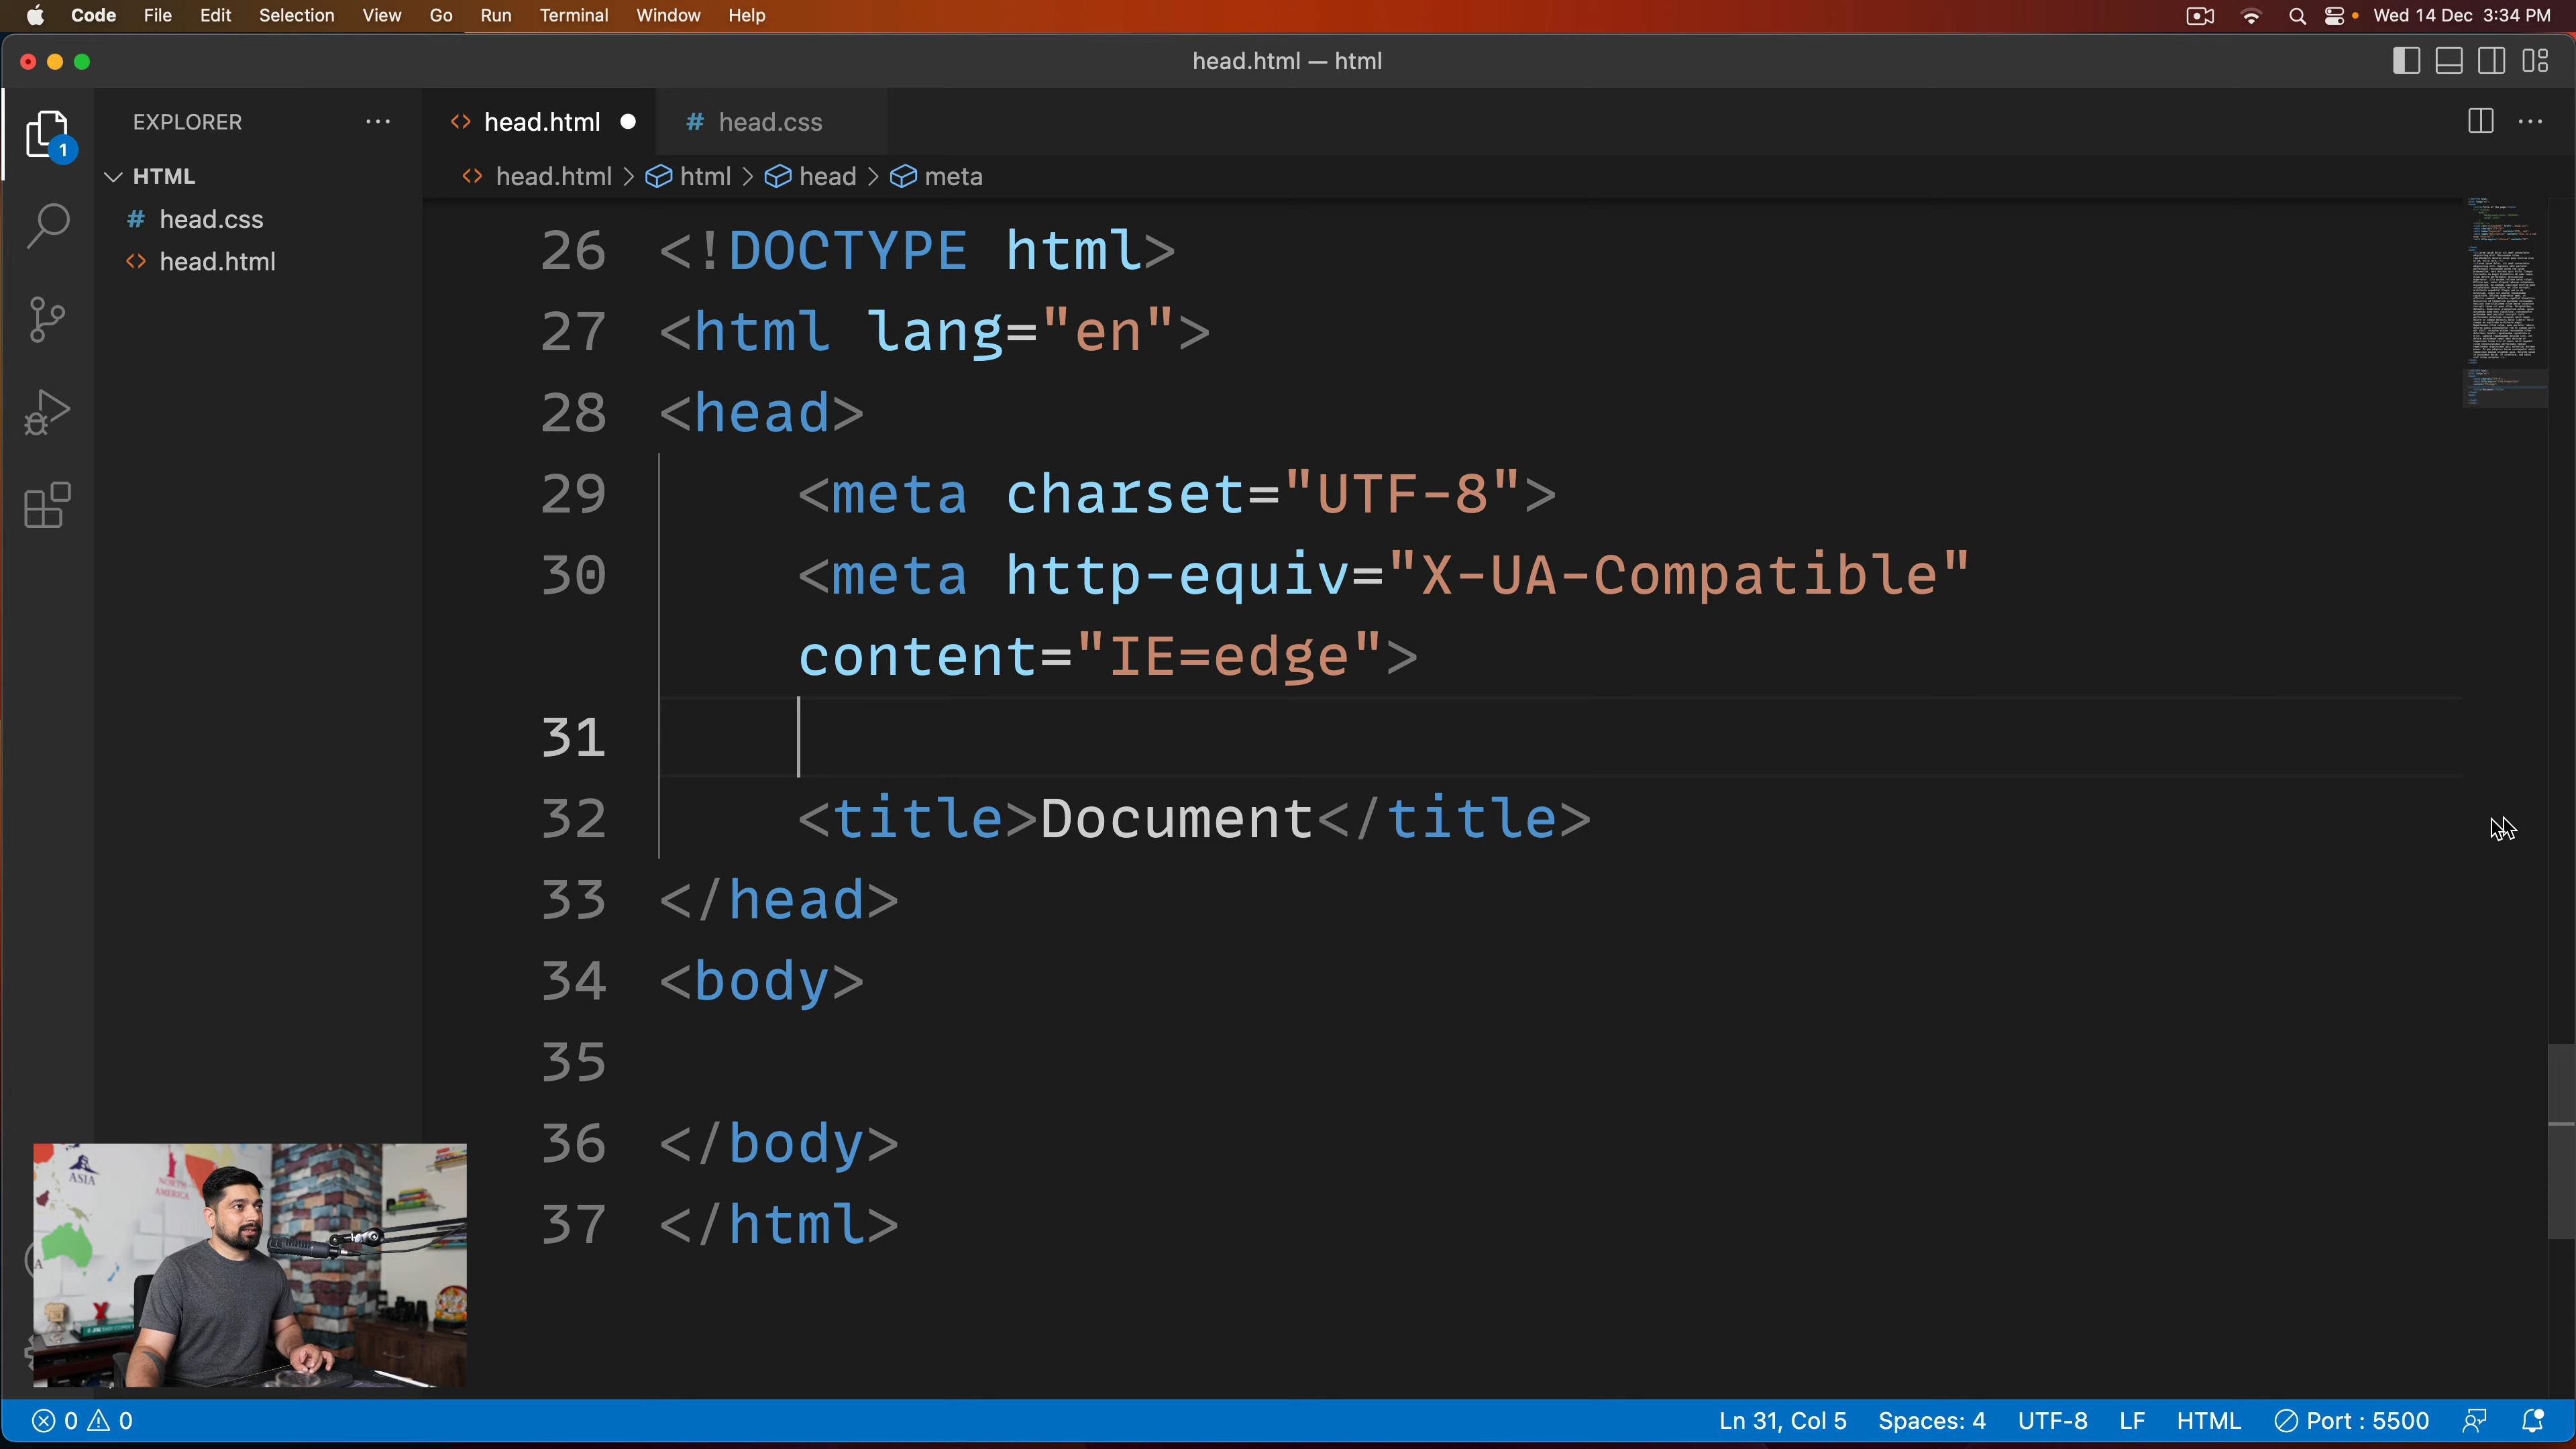 Code File Edit Selection View Go Run Terminal Window Help Wed 14 Dec 3:34 PM
head.html — html
EXPLORER ··· head.html # head.css ···
1
HTML
head.html > html > head > meta
# head.css
<> head.html
26 <!DOCTYPE html>
27 <html lang="en">
28 <head>
29 <meta charset="UTF-8">
30 <meta http-equiv="X-UA-Compatible"
content="IE=edge">
31
32 <title>Document</title>
33 </head>
34 <body>
35
36 </body>
37 </html>
ASIA
NORTH
AMERICA
0 0 Ln 31, Col 5 Spaces: 4 UTF-8 LF HTML Port : 5500